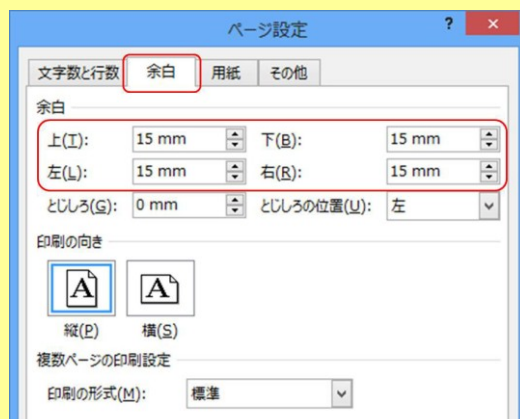 ページ設定 ? ×
文字数と行数 余白 用紙 その他
余白
上(T): 15 mm 下(B): 15 mm
左(L): 15 mm 右(R): 15 mm
とじしろ(G): 0 mm とじしろの位置(U): 左
印刷の向き
A A
縦(P) 横(S)
複数ページの印刷設定
印刷の形式(M): 標準